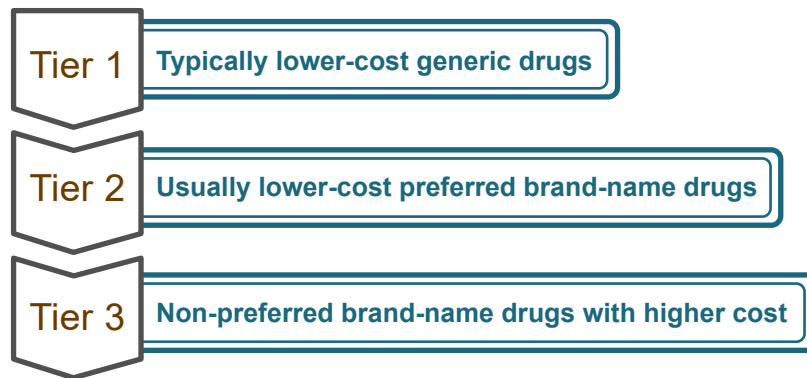 Tier 1
Typically lower-cost generic drugs
Tier 2
Usually lower-cost preferred brand-name drugs
Tier 3
Non-preferred brand-name drugs with higher cost